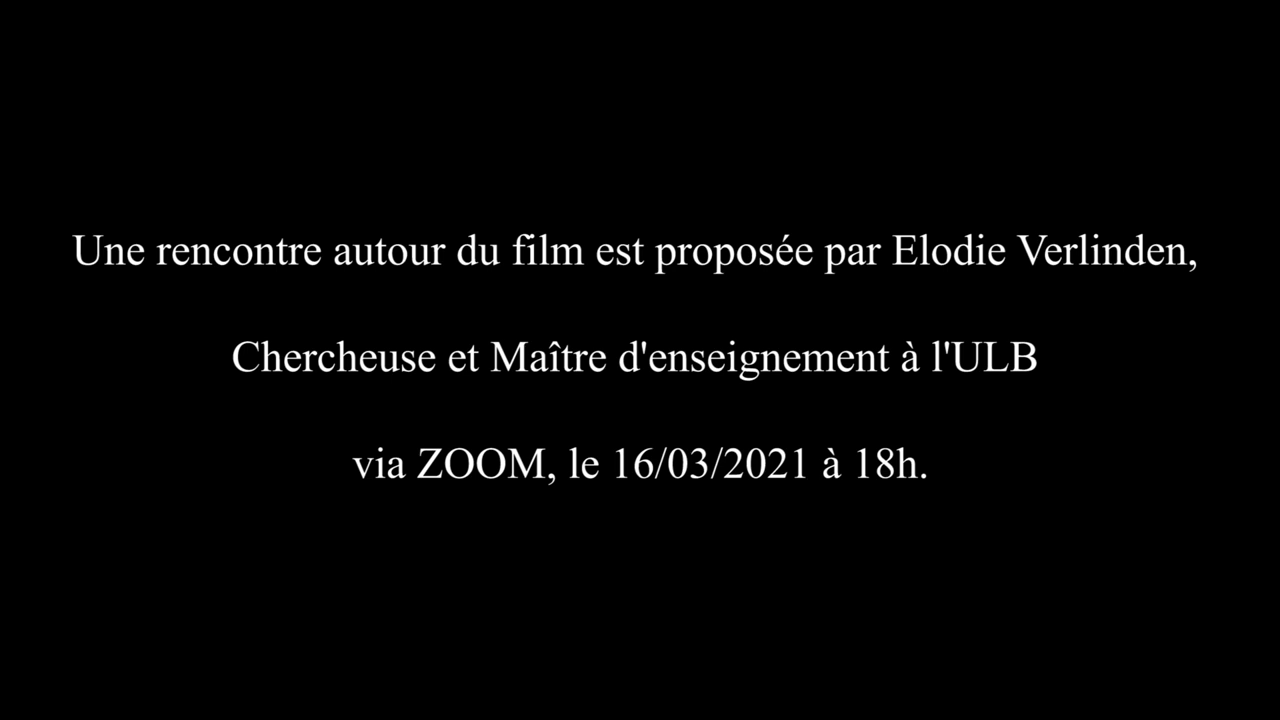 Une rencontre autour du film est proposée par Elodie Verlinden,
Chercheuse et Maître d'enseignement à l'ULB
via ZOOM, le 16/03/2021 à 18h.